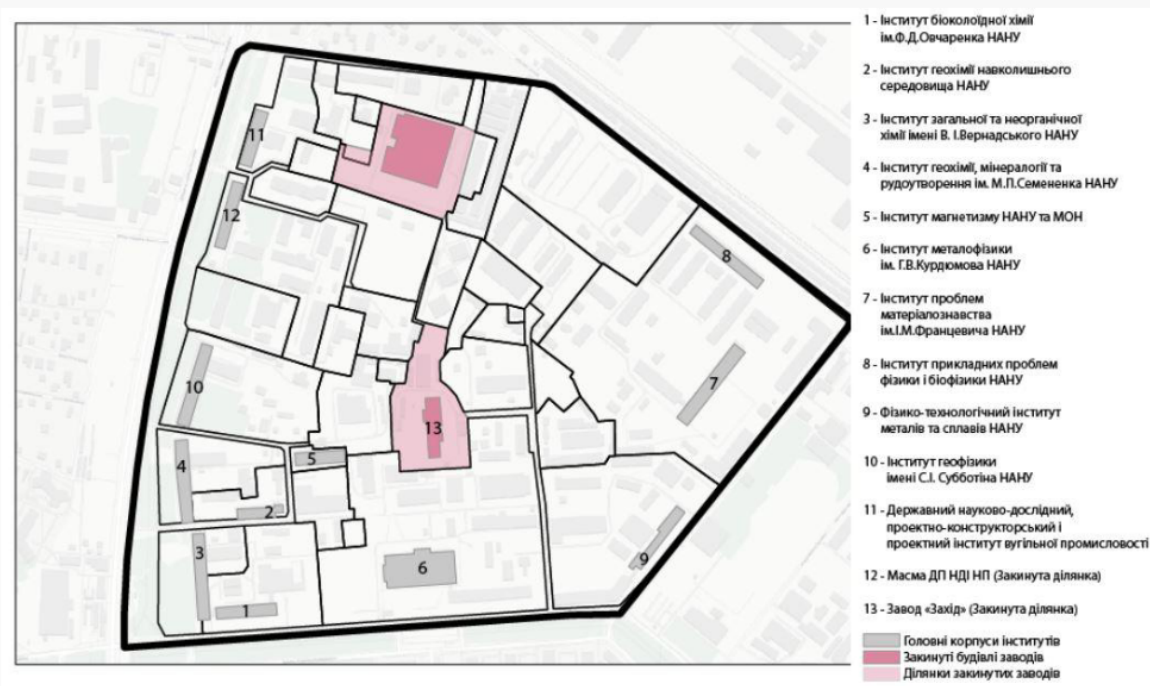 1 - Інститут біоколоїдної хімії
ім.Ф.Д.Овчаренка НАНУ
2 - Інститут геохімії навколишнього
середовища НАНУ
3 - Інститут загальної та неорганічної
хімії імені В. І.Вернадського НАНУ
4 - Інститут геохімії, мінералогії та
рудоутворення ім. М.П.Семененка НАНУ
5 - Інститут магнетизму НАНУ та МОН
6 - Інститут металофізики
ім. Г.В.Курдюмова НАНУ
7 - Інститут проблем
матеріалознавства
ім.І.М.Францевича НАНУ
8 - Інститут прикладних проблем
фізики і біофізики НАНУ
9 - Фізико-технологічний інститут
металів та сплавів НАНУ
10 - Інститут геофізики
імені С.І. Субботіна НАНУ
11 - Державний науково-дослідний,
проектно-конструкторський і
проектний інститут вугільної промисловості
12 - Масма ДП НДІ НП (Закинута ділянка)
13 - Завод «Захід» (Закинута ділянка)
Головні корпуси інститутів
Закинуті будівлі заводів
Ділянки закинутих заводів
11
12
8
7
10
13
5
4
2
3
6
9
1